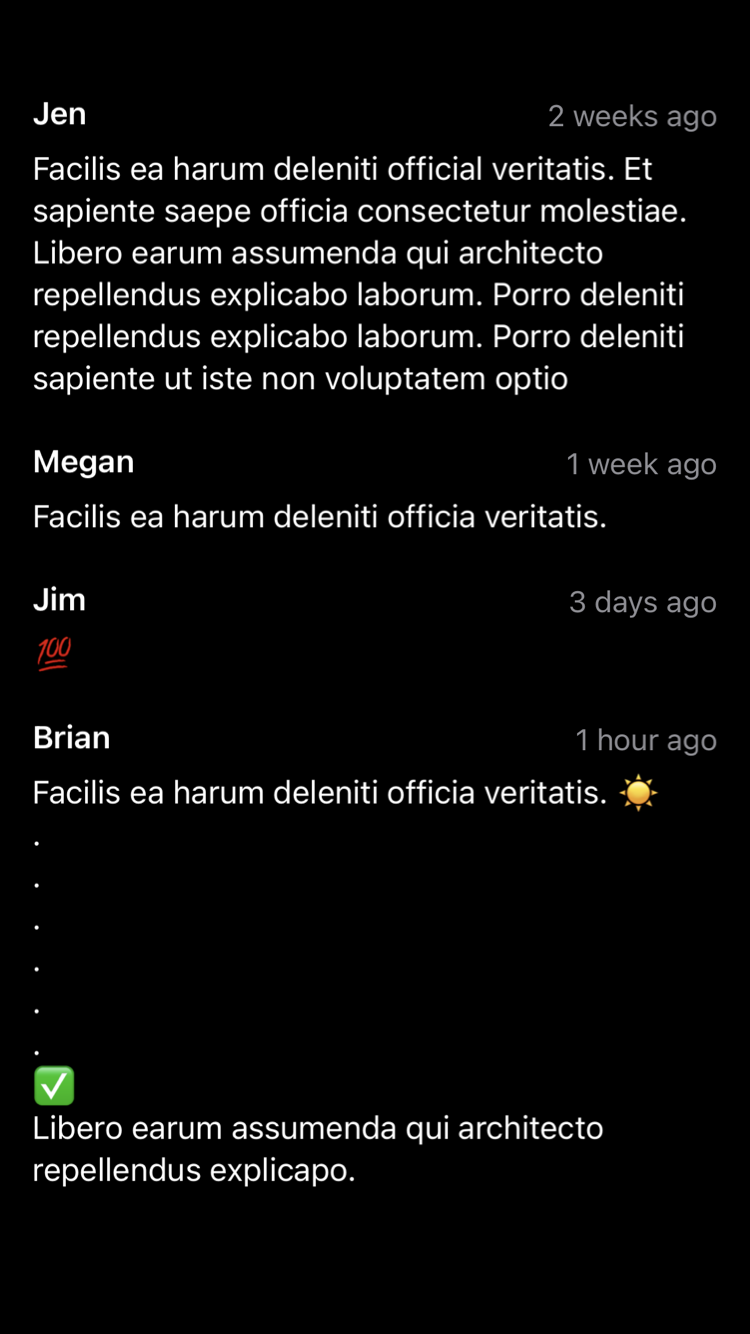 Jen 2 weeks ago
Facilis ea harum deleniti official veritatis. Et
sapiente saepe officia consectetur molestiae.
Libero earum assumenda qui architecto
repellendus explicabo laborum. Porro deleniti
repellendus explicabo laborum. Porro deleniti
sapiente ut iste non voluptatem optio
Megan 1 week ago
Facilis ea harum deleniti officia veritatis.
Jim 3 days ago
💯
Brian 1 hour ago
Facilis ea harum deleniti officia veritatis. ☀️
.
.
.
.
.
.
✅
Libero earum assumenda qui architecto
repellendus explicapo.